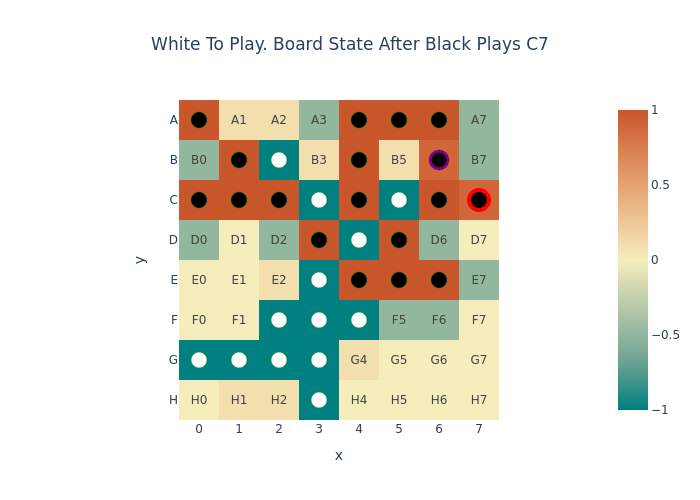 White To Play. Board State After Black Plays C7
A A1 A2 A3 A7 1
B B0 B3 B5 B7
C 0.5
D D0 D1 D2 D6 D7
y 0
E E0 E1 E2 E7
F F0 F1 F5 F6 F7 −0.5
G G4 G5 G6 G7
H H0 H1 H2 H4 H5 H6 H7 −1
0 1 2 3 4 5 6 7
x